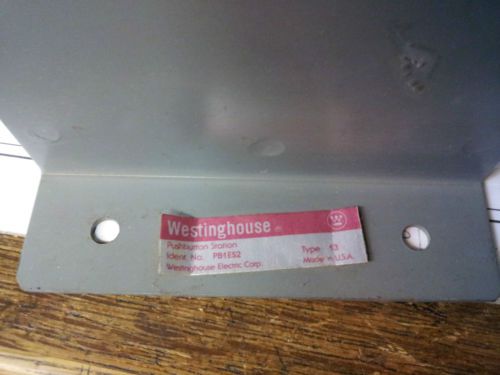 Westinghouse
Pushbutton Station
Ident. No. PB1ES2 Type 13
Westinghouse Electric Corp. Made in U.S.A.